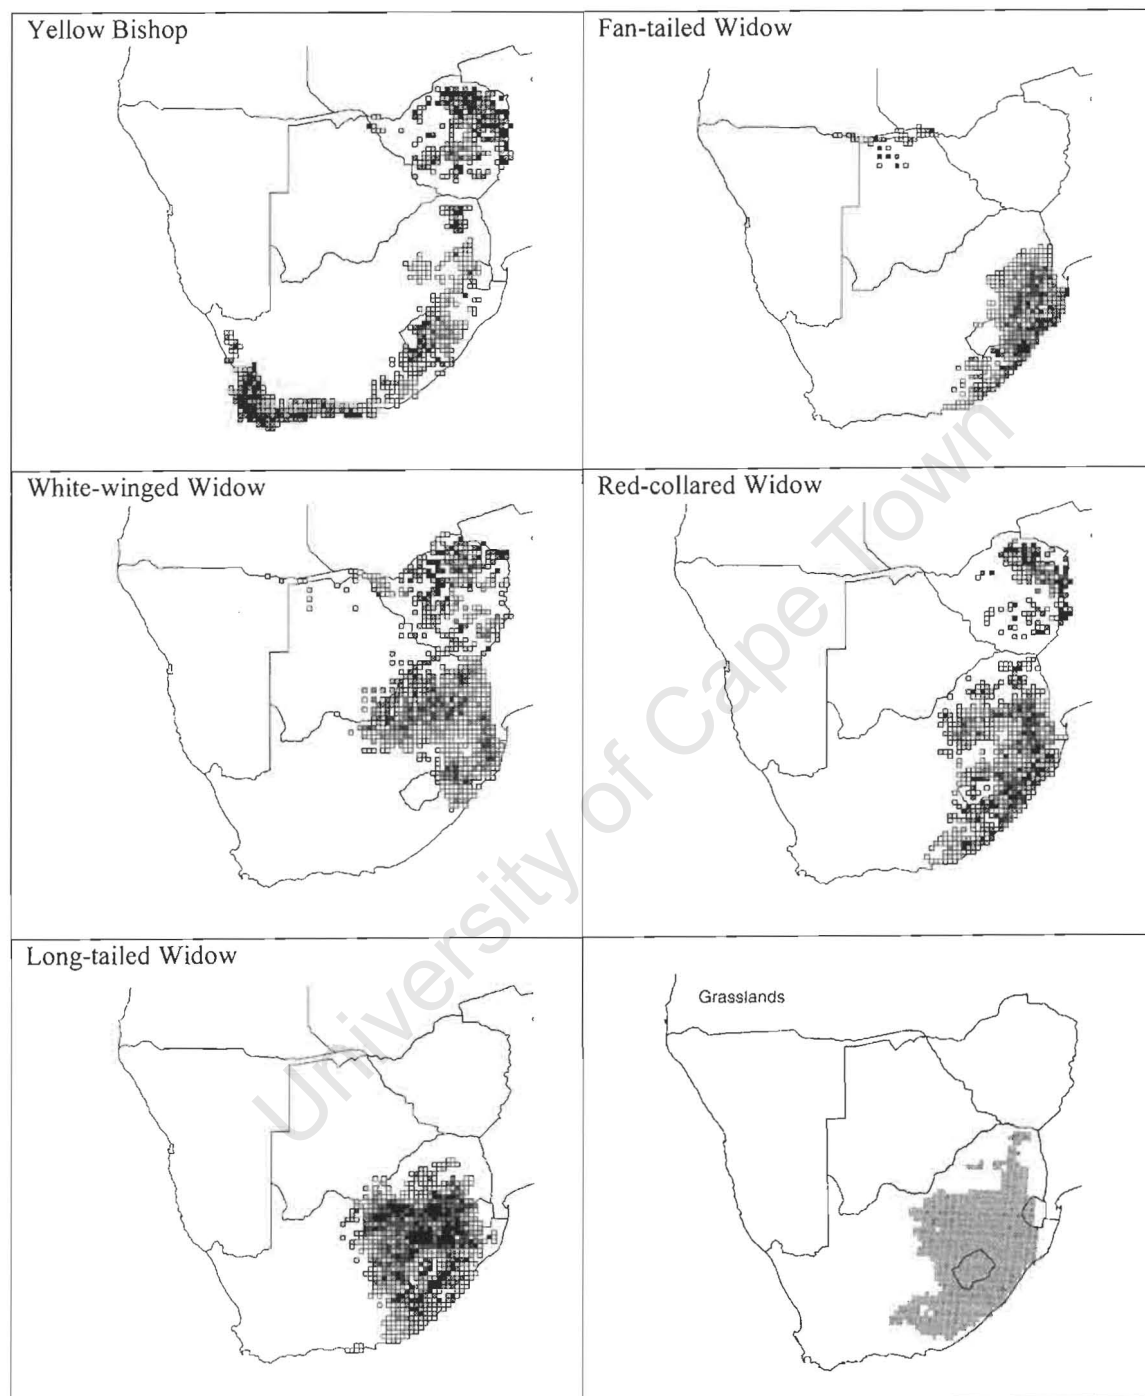 Yellow Bishop
Fan-tailed Widow
White-winged Widow
Red-collared Widow
Long-tailed Widow
Grasslands
University of Cape Town